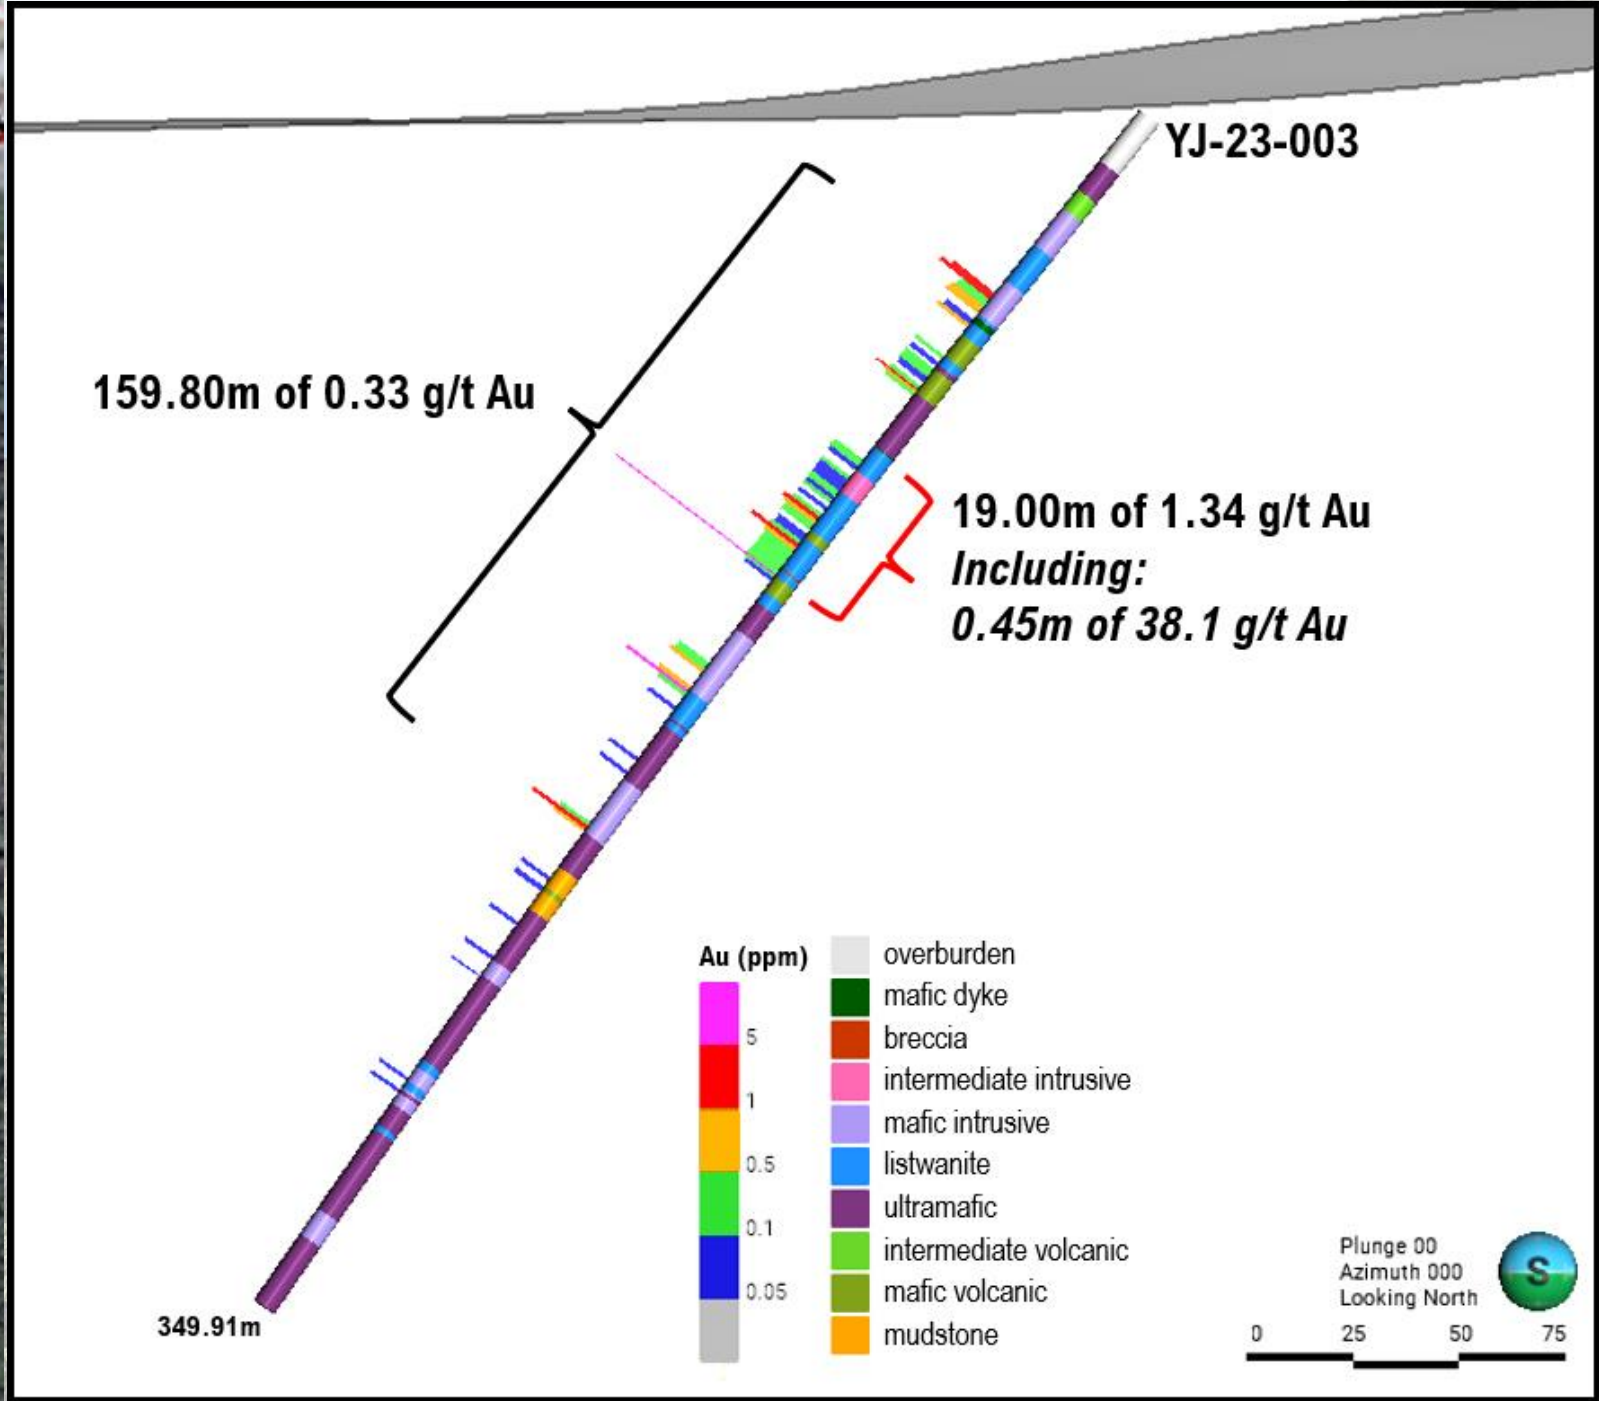 YJ-23-003
159.80m of 0.33 g/t Au
19.00m of 1.34 g/t Au
Including:
0.45m of 38.1 g/t Au
349.91m
Au (ppm)
5
1
0.5
0.1
0.05
overburden
mafic dyke
breccia
intermediate intrusive
mafic intrusive
listwanite
ultramafic
intermediate volcanic
mafic volcanic
mudstone
Plunge 00
Azimuth 000
Looking North
S
0 25 50 75